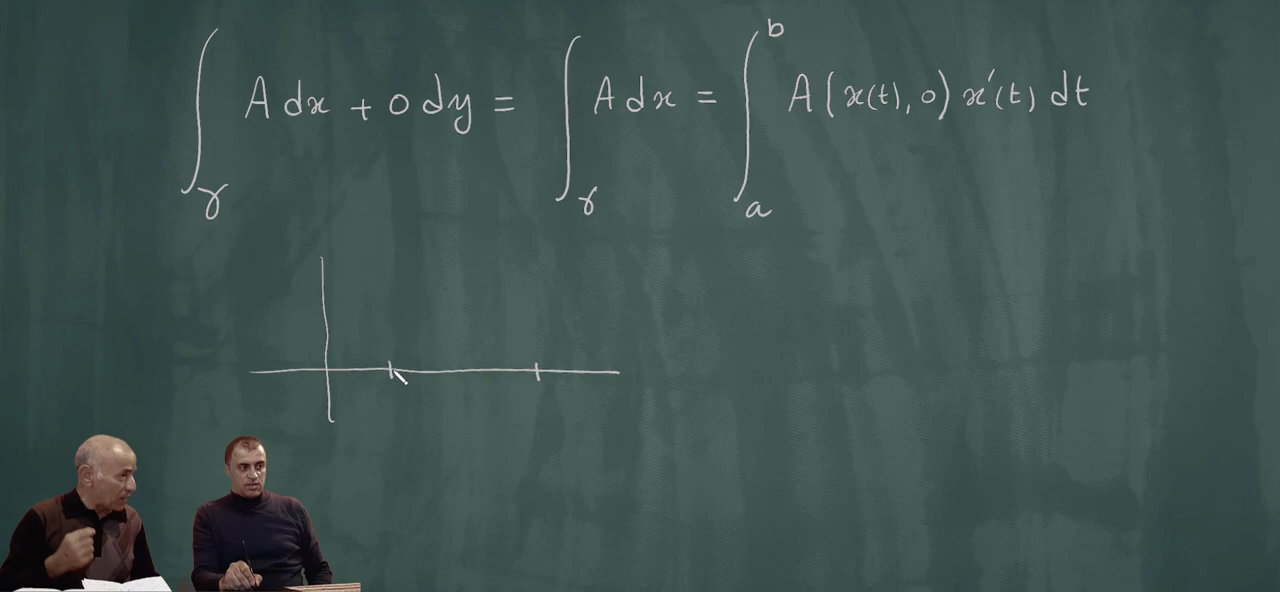 ∫_γ A dx + 0 dy = ∫_γ A dx = ∫_a^b A(x(t), 0) x'(t) dt